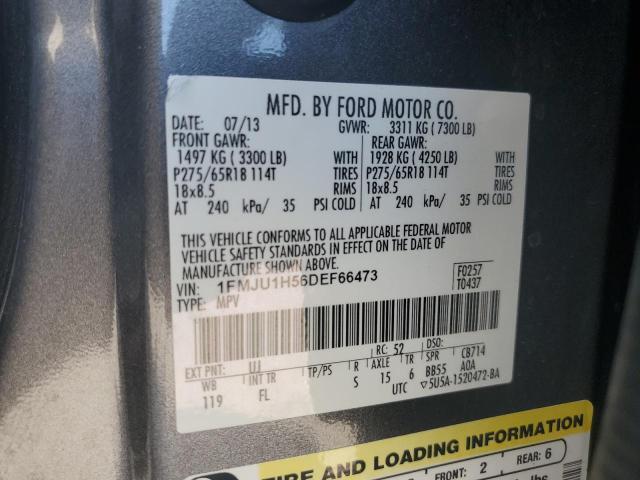 MFD. BY FORD MOTOR CO.
DATE: 07/13 GVWR: 3311 KG (7300 LB)
FRONT GAWR: REAR GAWR:
1497 KG (3300 LB) WITH 1928 KG (4250 LB) WITH
P275/65R18 114T TIRES P275/65R18 114T TIRES
18x8.5 RIMS 18x8.5 RIMS
AT 240 kPa/ 35 PSI COLD AT 240 kPa/ 35 PSI COLD
THIS VEHICLE CONFORMS TO ALL APPLICABLE FEDERAL MOTOR
VEHICLE SAFETY STANDARDS IN EFFECT ON THE DATE OF
MANUFACTURE SHOWN ABOVE.
VIN: 1FMJU1H56DEF66473 F0257
TYPE: MPV T0437
EXT PNT: UJ RC: 52 DSO:
WB INT TR TP/PS R AXLE TR SPR CB714
119 FL S 15 6 BB55 A0A
UTC ▽5U5A-1520472-BA
TIRE AND LOADING INFORMATION
FRONT: 2 REAR: 6
lbs